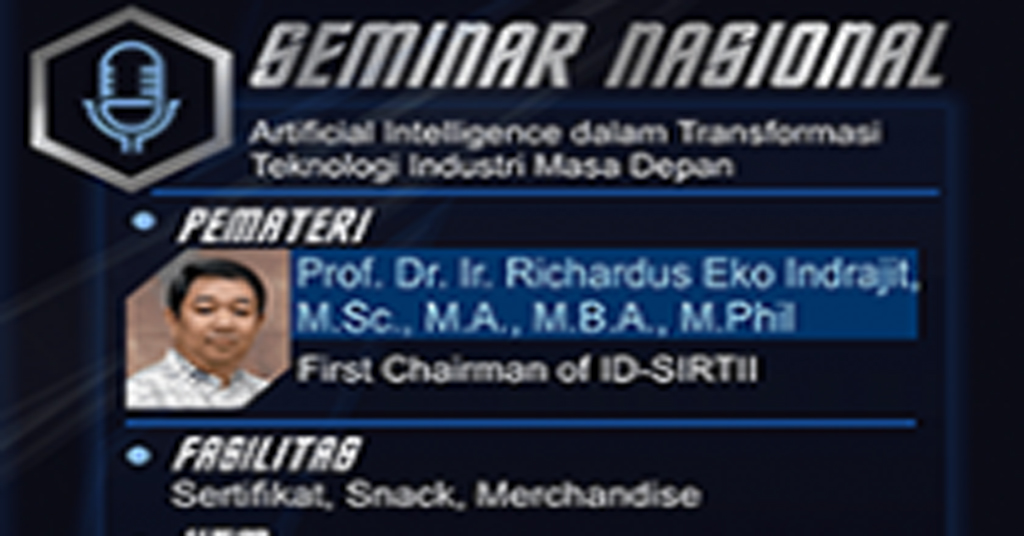 SEMINAR NASIONAL
Artificial Intelligence dalam Transformasi
Teknologi Industri Masa Depan
PEMATERI
Prof. Dr. Ir. Richardus Eko Indrajit,
M.Sc., M.A., M.B.A., M.Phil
First Chairman of ID-SIRTII
FASILITAS
Sertifikat, Snack, Merchandise